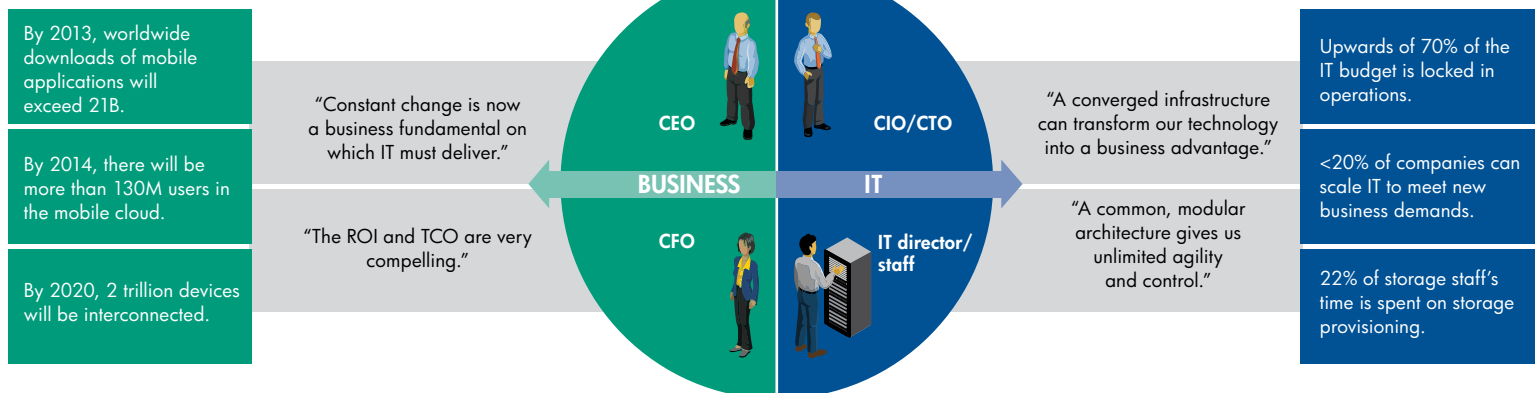 By 2013, worldwide
downloads of mobile
applications will
exceed 21B.
By 2014, there will be
more than 130M users in
the mobile cloud.
By 2020, 2 trillion devices
will be interconnected.
“Constant change is now
a business fundamental on
which IT must deliver.”
“The ROI and TCO are very
compelling.”
CEO
BUSINESS
CFO
CIO/CTO
IT
IT director/
staff
“A converged infrastructure
can transform our technology
into a business advantage.”
“A common, modular
architecture gives us
unlimited agility
and control.”
Upwards of 70% of the
IT budget is locked in
operations.
<20% of companies can
scale IT to meet new
business demands.
22% of storage staff’s
time is spent on storage
provisioning.